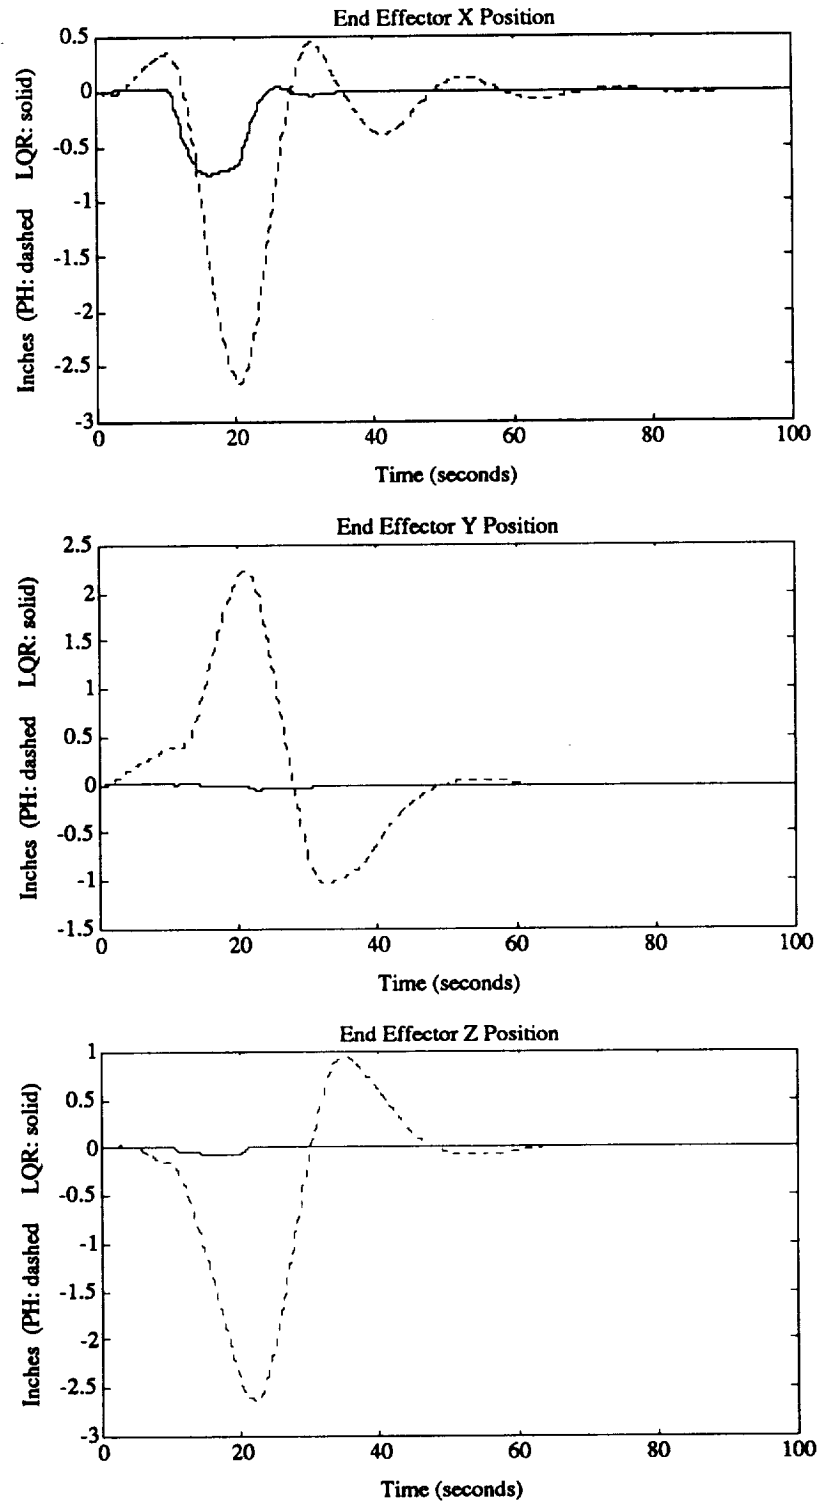 End Effector X Position
0.5
0
-0.5
-1
-1.5
-2
-2.5
-3
Inches (PH: dashed LQR: solid)
0 20 40 60 80 100
Time (seconds)
End Effector Y Position
2.5
2
1.5
1
0.5
0
-0.5
-1
-1.5
Inches (PH: dashed LQR: solid)
0 20 40 60 80 100
Time (seconds)
End Effector Z Position
1
0.5
0
-0.5
-1
-1.5
-2
-2.5
-3
Inches (PH: dashed LQR: solid)
0 20 40 60 80 100
Time (seconds)